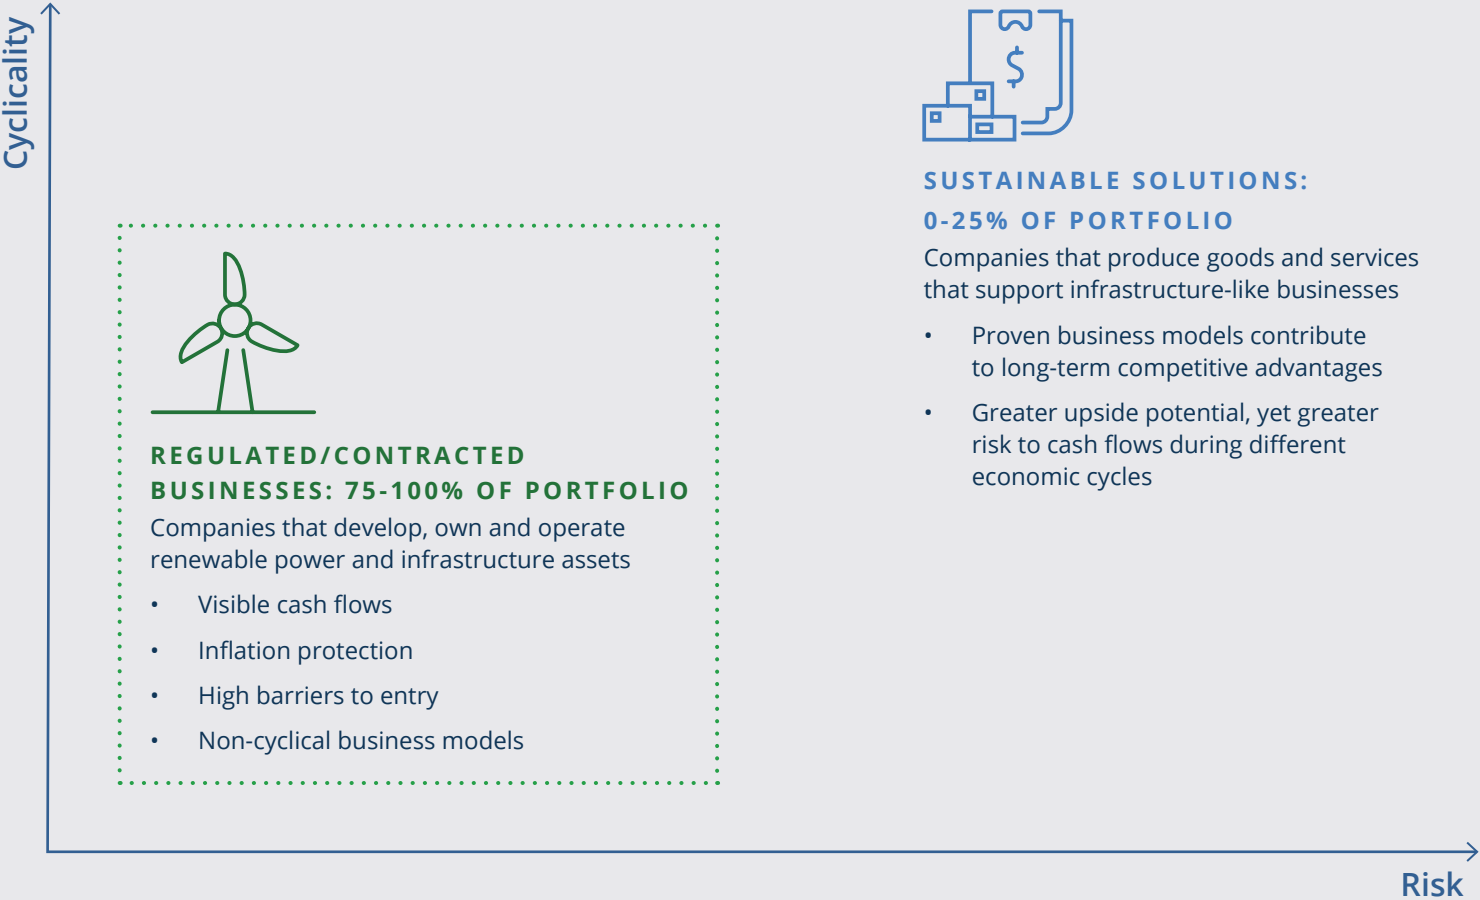 Cyclicality
$
SUSTAINABLE SOLUTIONS:
0-25% OF PORTFOLIO
Companies that produce goods and services
that support infrastructure-like businesses
• Proven business models contribute
to long-term competitive advantages
• Greater upside potential, yet greater
risk to cash flows during different
economic cycles
REGULATED/CONTRACTED
BUSINESSES: 75-100% OF PORTFOLIO
Companies that develop, own and operate
renewable power and infrastructure assets
• Visible cash flows
• Inflation protection
• High barriers to entry
• Non-cyclical business models
Risk